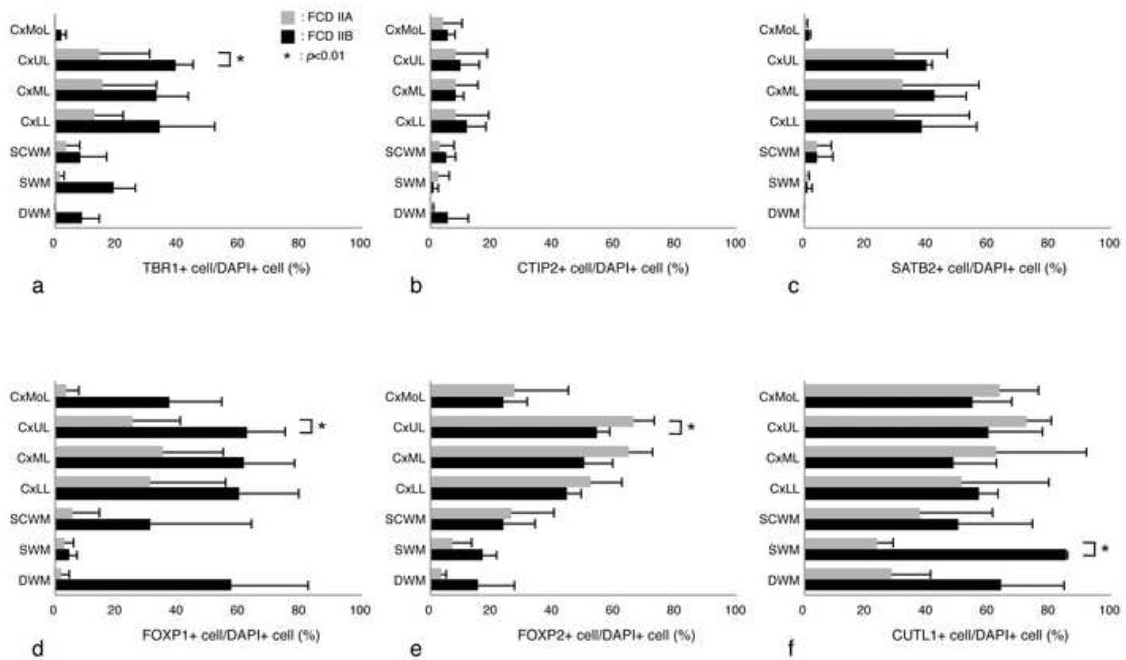 : FCD IIA
: FCD IIB
* : p<0.01
CxMoL
CxUL
*
CxML
CxLL
SCWM
SWM
DWM
0 20 40 60 80 100
TBR1+ cell/DAPI+ cell (%)
a
CxMoL
CxUL
CxML
CxLL
SCWM
SWM
DWM
0 20 40 60 80 100
CTIP2+ cell/DAPI+ cell (%)
b
CxMoL
CxUL
CxML
CxLL
SCWM
SWM
DWM
0 20 40 60 80 100
SATB2+ cell/DAPI+ cell (%)
c
CxMoL
CxUL
*
CxML
CxLL
SCWM
SWM
DWM
0 20 40 60 80 100
FOXP1+ cell/DAPI+ cell (%)
d
CxMoL
CxUL
*
CxML
CxLL
SCWM
SWM
DWM
0 20 40 60 80 100
FOXP2+ cell/DAPI+ cell (%)
e
CxMoL
CxUL
CxML
CxLL
SCWM
SWM
*
DWM
0 20 40 60 80 100
CUTL1+ cell/DAPI+ cell (%)
f